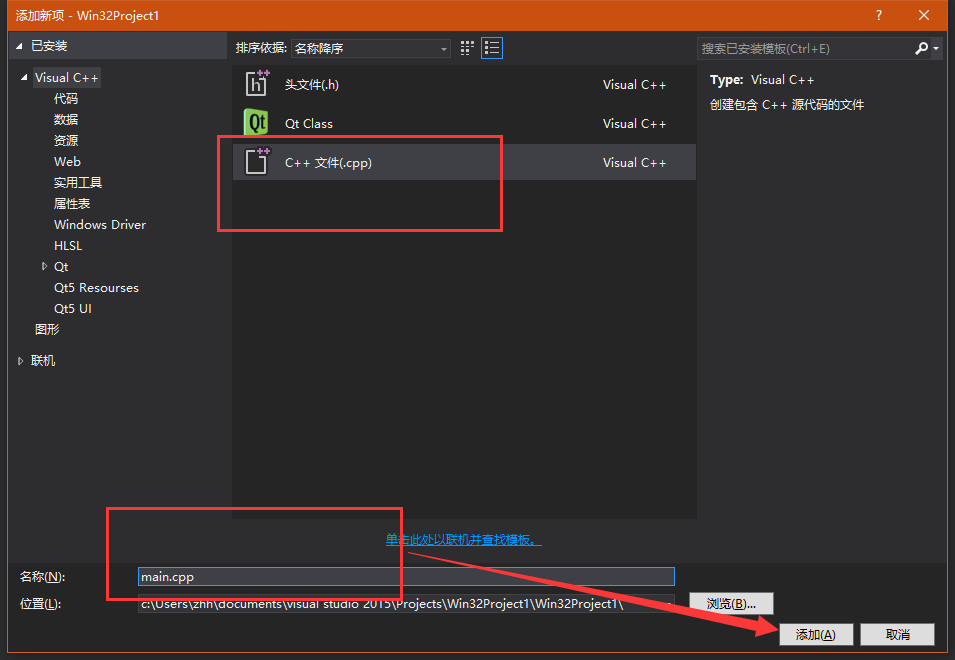 添加新项 - Win32Project1
?
已安装
排序依据: 名称降序
搜索已安装模板(Ctrl+E)
Visual C++
代码
数据
资源
Web
实用工具
属性表
Windows Driver
HLSL
Qt
Qt5 Resourses
Qt5 UI
图形
联机
头文件(.h) Visual C++
Qt Class Visual C++
C++ 文件(.cpp) Visual C++
Type: Visual C++
创建包含 C++ 源代码的文件
单击此处以联机并查找模板。
名称(N): main.cpp
位置(L): c:\Users\zhh\documents\visual studio 2015\Projects\Win32Project1\Win32Project1\
浏览(B)...
添加(A) 取消